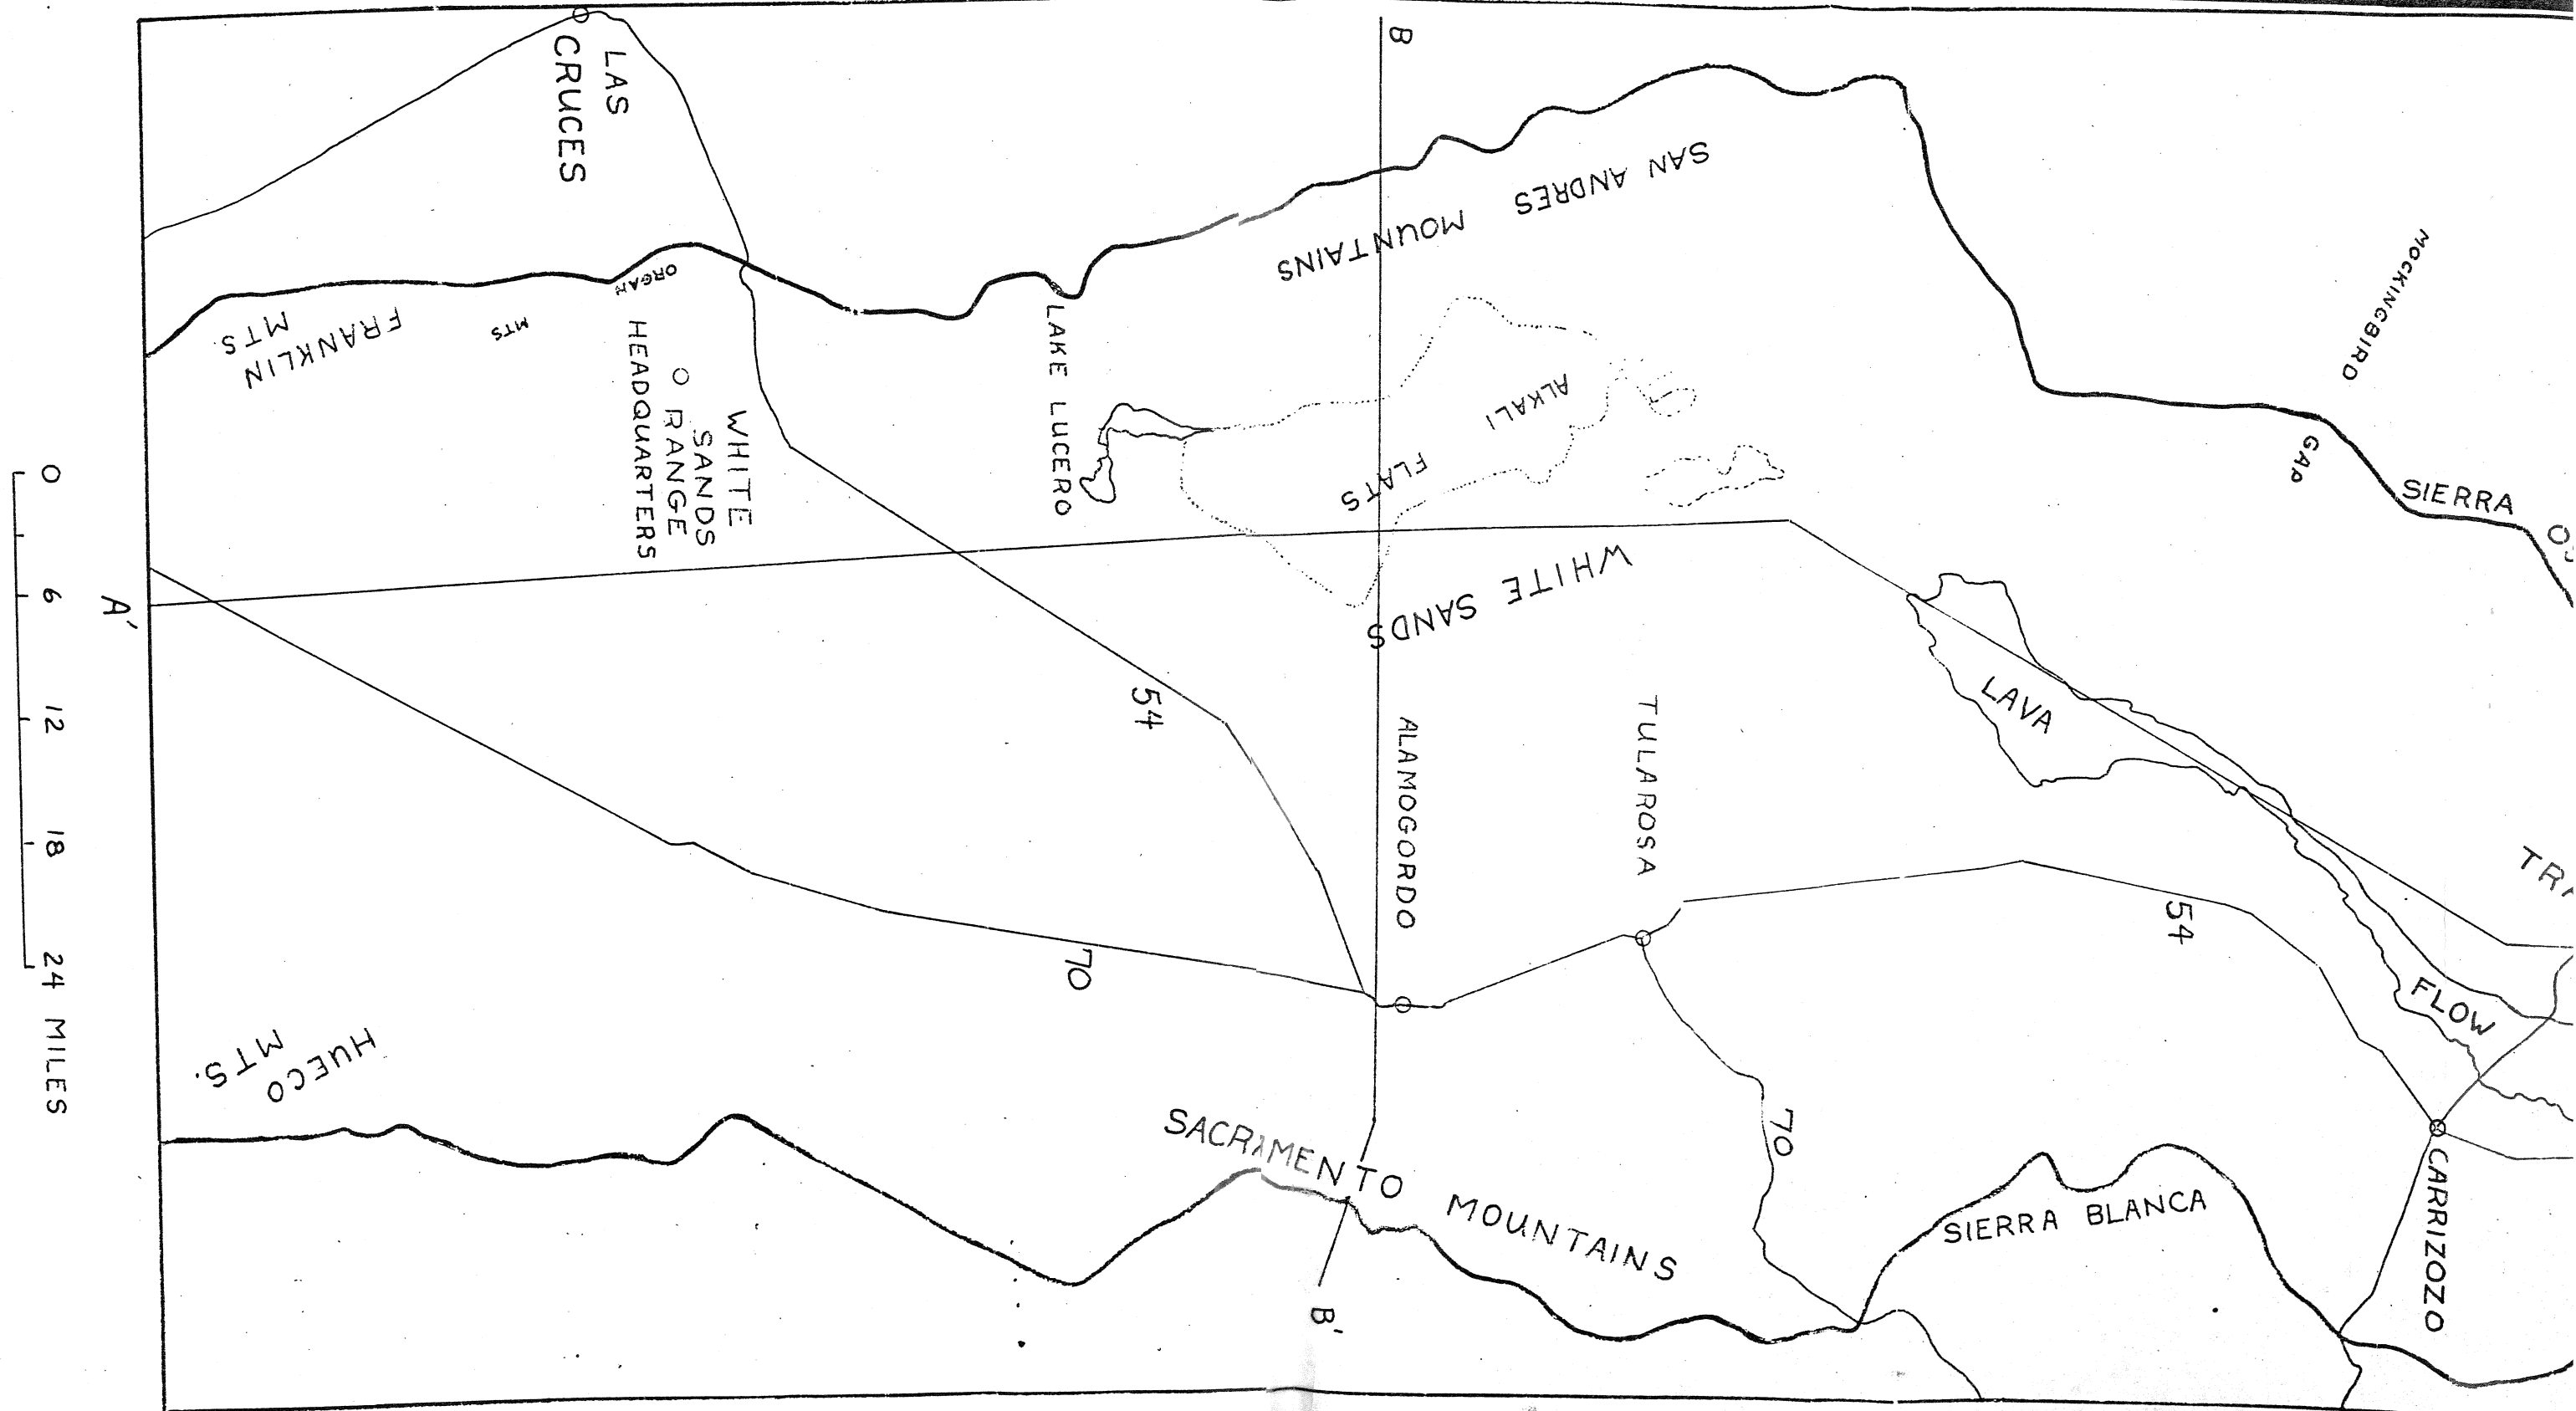 B
LAS
CRUCES
SAN ANDRES MOUNTAINS
MOCKINGBIRD
GAP
SIERRA
ORGAN
MTS
FRANKLIN
MTS.
WHITE
SANDS
RANGE
HEADQUARTERS
LAKE LUCERO
ALKALI
FLATS
WHITE SANDS
LAVA
FLOW
A'
54
ALAMOGORDO
TULAROSA
54
70
70
HUECO
MTS.
SACRAMENTO MOUNTAINS
SIERRA BLANCA
CARRIZOZO
B'
0 6 12 18 24 MILES